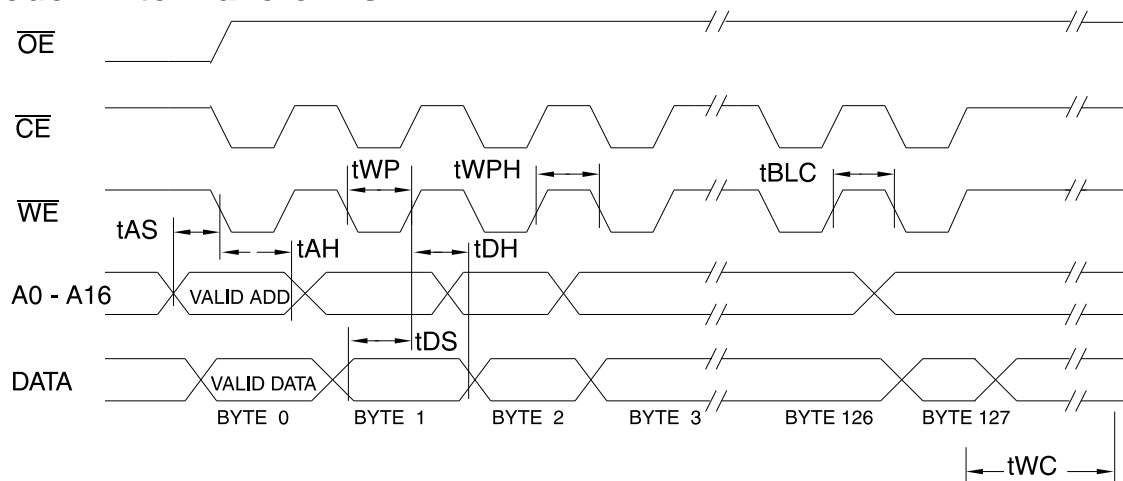 OE
CE
tWP
tWPH
tBLC
WE
tAS
tAH
tDH
A0 - A16
VALID ADD
tDS
DATA
VALID DATA
BYTE 0
BYTE 1
BYTE 2
BYTE 3
BYTE 126
BYTE 127
tWC